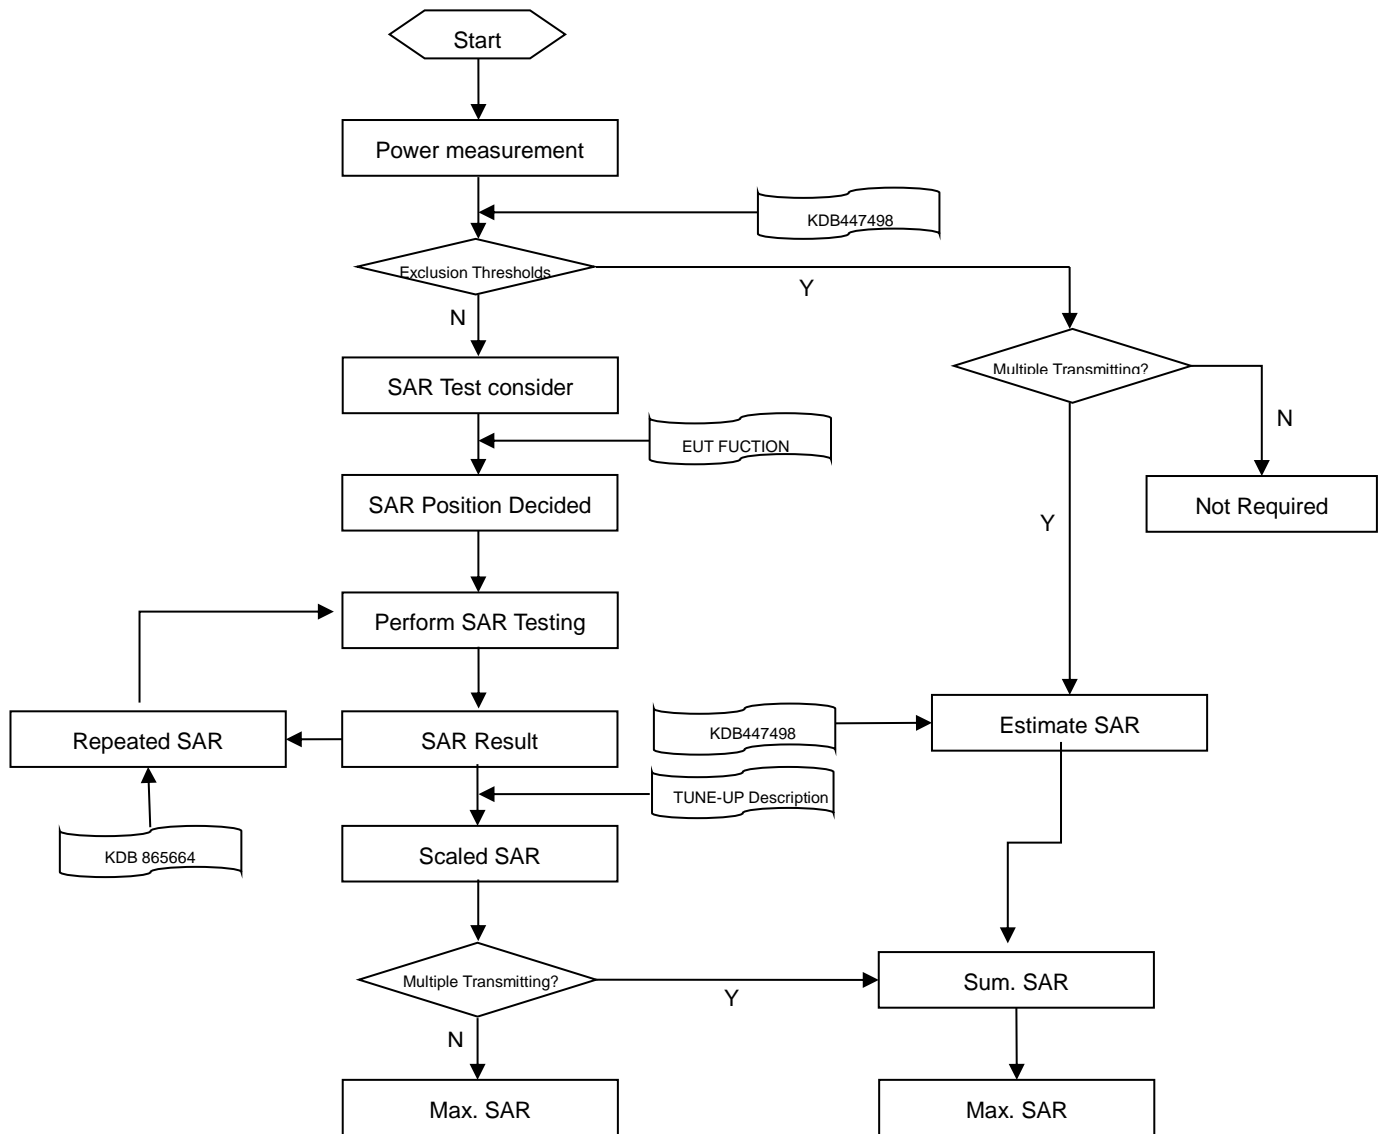 Start
Power measurement
KDB447498
Exclusion Thresholds
Y
N
Multiple Transmitting?
SAR Test consider
N
EUT FUCTION
SAR Position Decided
Not Required
Y
Perform SAR Testing
Repeated SAR
SAR Result
KDB447498
Estimate SAR
TUNE-UP Description
KDB 865664
Scaled SAR
Multiple Transmitting?
Y
Sum. SAR
N
Max. SAR
Max. SAR